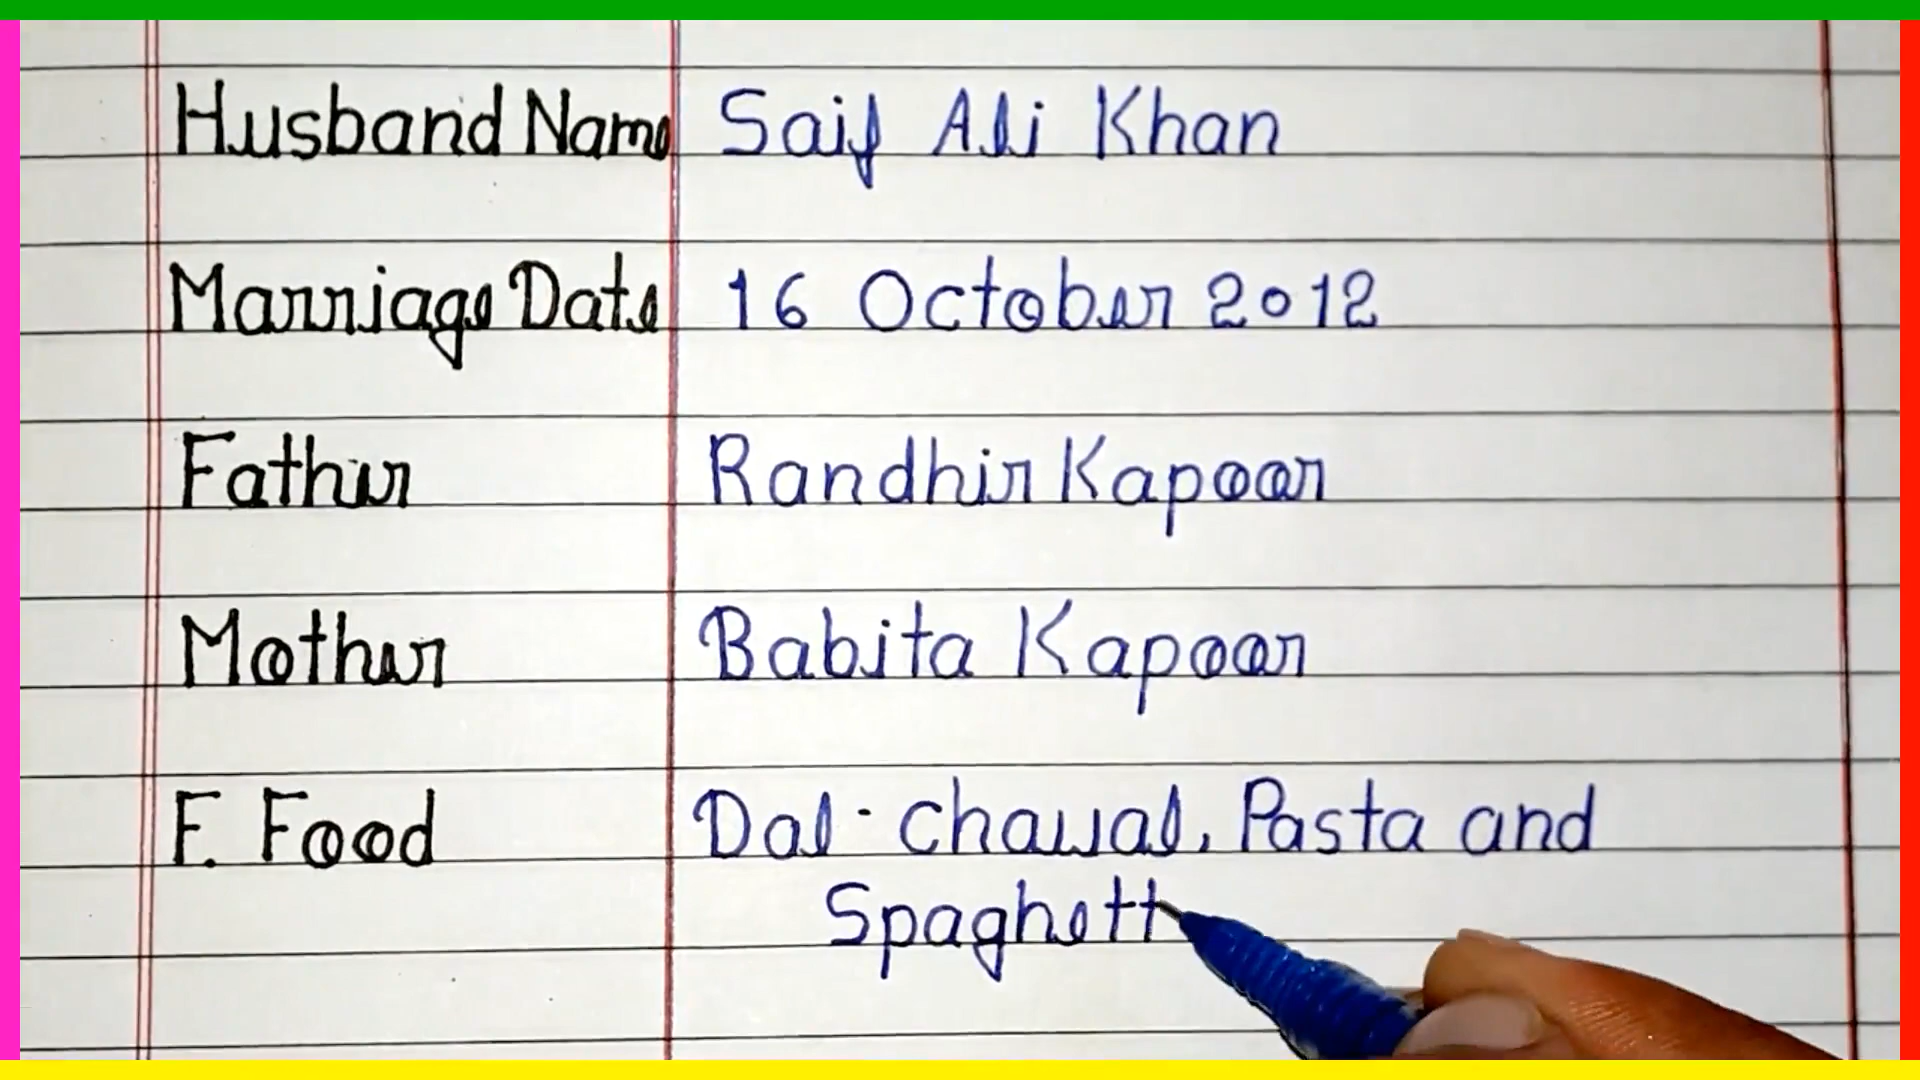 Husband Name Saif Ali Khan
Marriage Date 16 October 2012
Father Randhir Kapoor
Mother Babita Kapoor
F. Food Dal-chawal, Pasta and
Spaghett